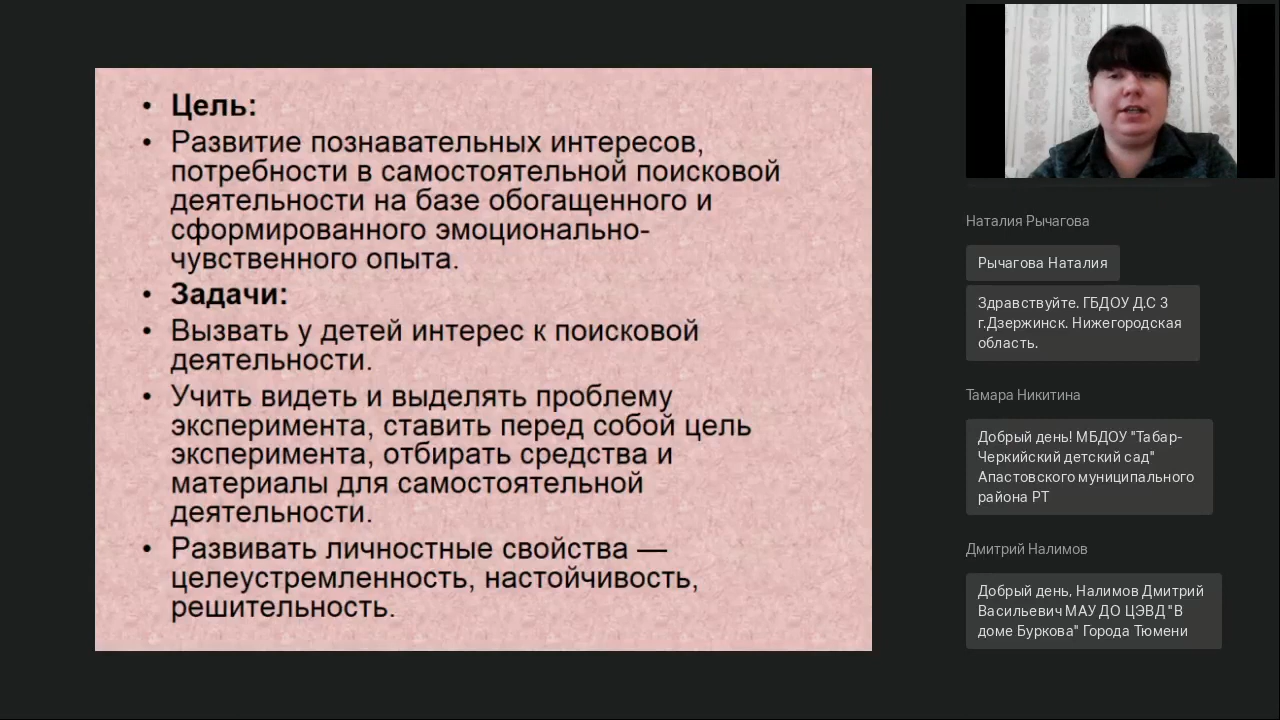 • Цель:
• Развитие познавательных интересов,
потребности в самостоятельной поисковой
деятельности на базе обогащенного и
сформированного эмоционально-
чувственного опыта.
• Задачи:
• Вызвать у детей интерес к поисковой
деятельности.
• Учить видеть и выделять проблему
эксперимента, ставить перед собой цель
эксперимента, отбирать средства и
материалы для самостоятельной
деятельности.
• Развивать личностные свойства —
целеустремленность, настойчивость,
решительность.
Наталия Рычагова
Рычагова Наталия
Здравствуйте. ГБДОУ Д.С 3
г.Дзержинск. Нижегородская
область.
Тамара Никитина
Добрый день! МБДОУ "Табар-
Черкийский детский сад"
Апастовского муниципального
района РТ
Дмитрий Налимов
Добрый день, Налимов Дмитрий
Васильевич МАУ ДО ЦЭВД "В
доме Буркова" Города Тюмени